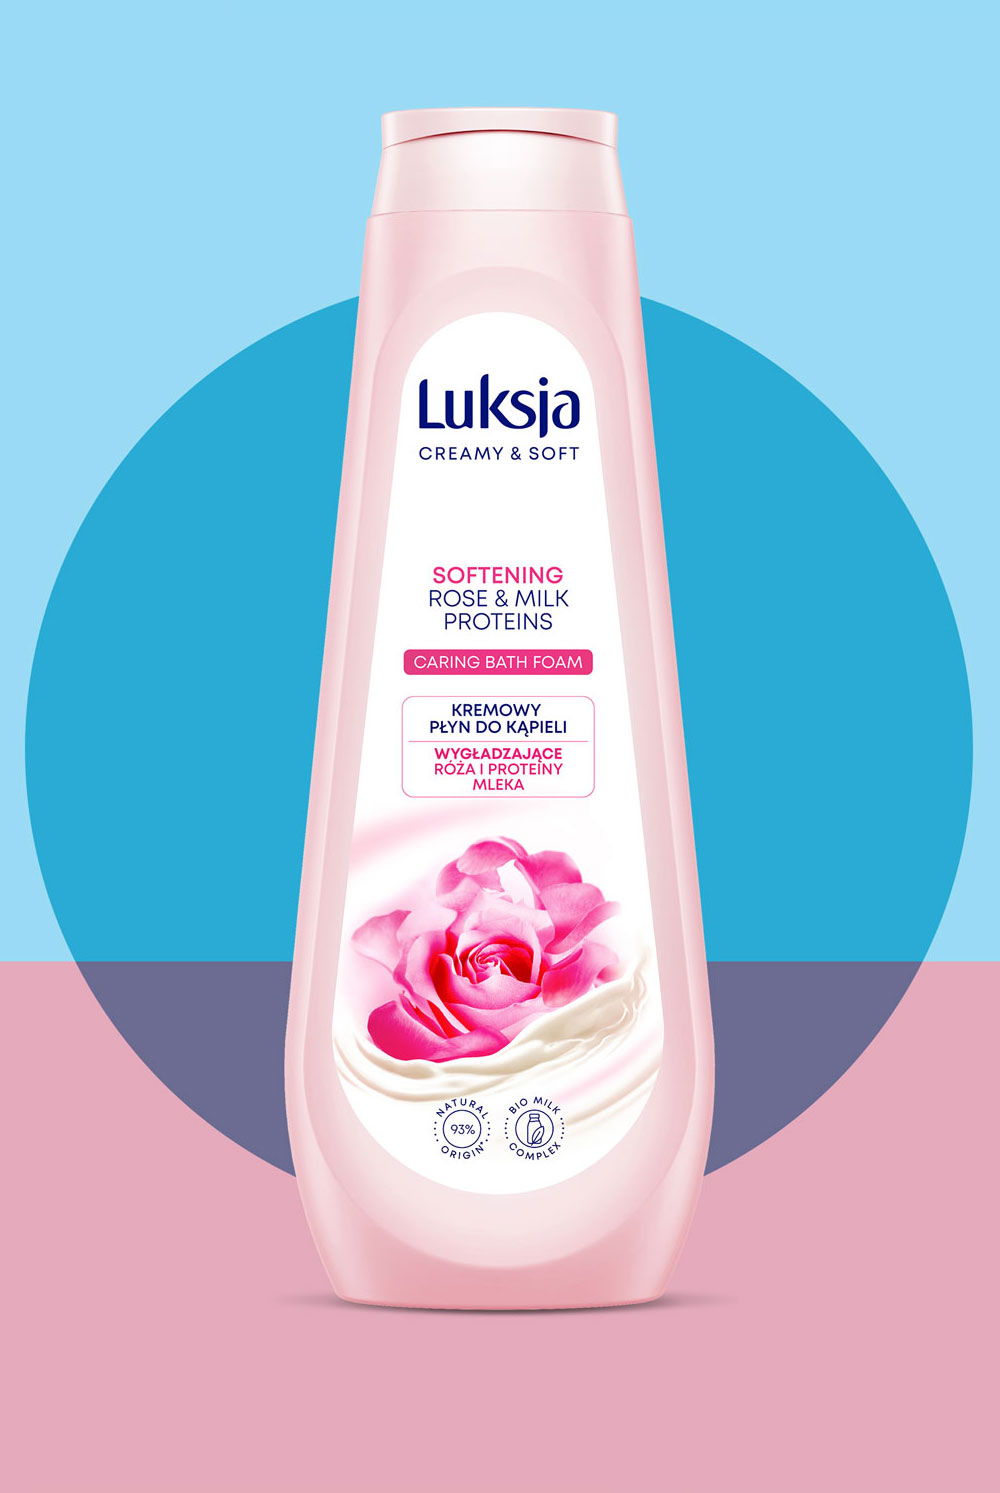 Luksja
CREAMY & SOFT
SOFTENING
ROSE & MILK
PROTEINS
CARING BATH FOAM
KREMOWY
PŁYN DO KĄPIELI
WYGŁADZAJĄCE
RÓŻA I PROTEINY
MLEKA
NATURAL
93%
ORIGIN*
BIO MILK
COMPLEX